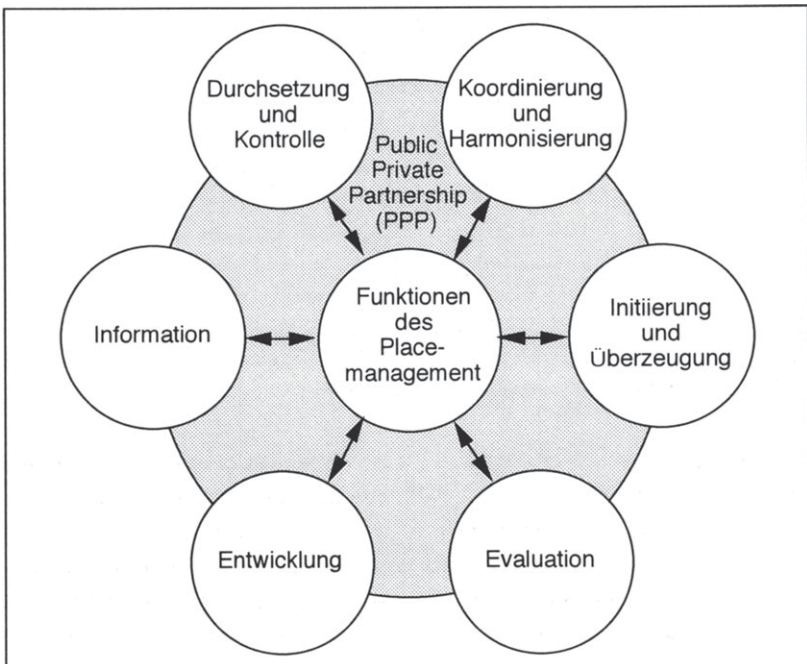 Durchsetzung
und
Kontrolle
Koordinierung
und
Harmonisierung
Public
Private
Partnership
(PPP)
Information
Funktionen
des
Place-
management
Initiierung
und
Überzeugung
Entwicklung
Evaluation